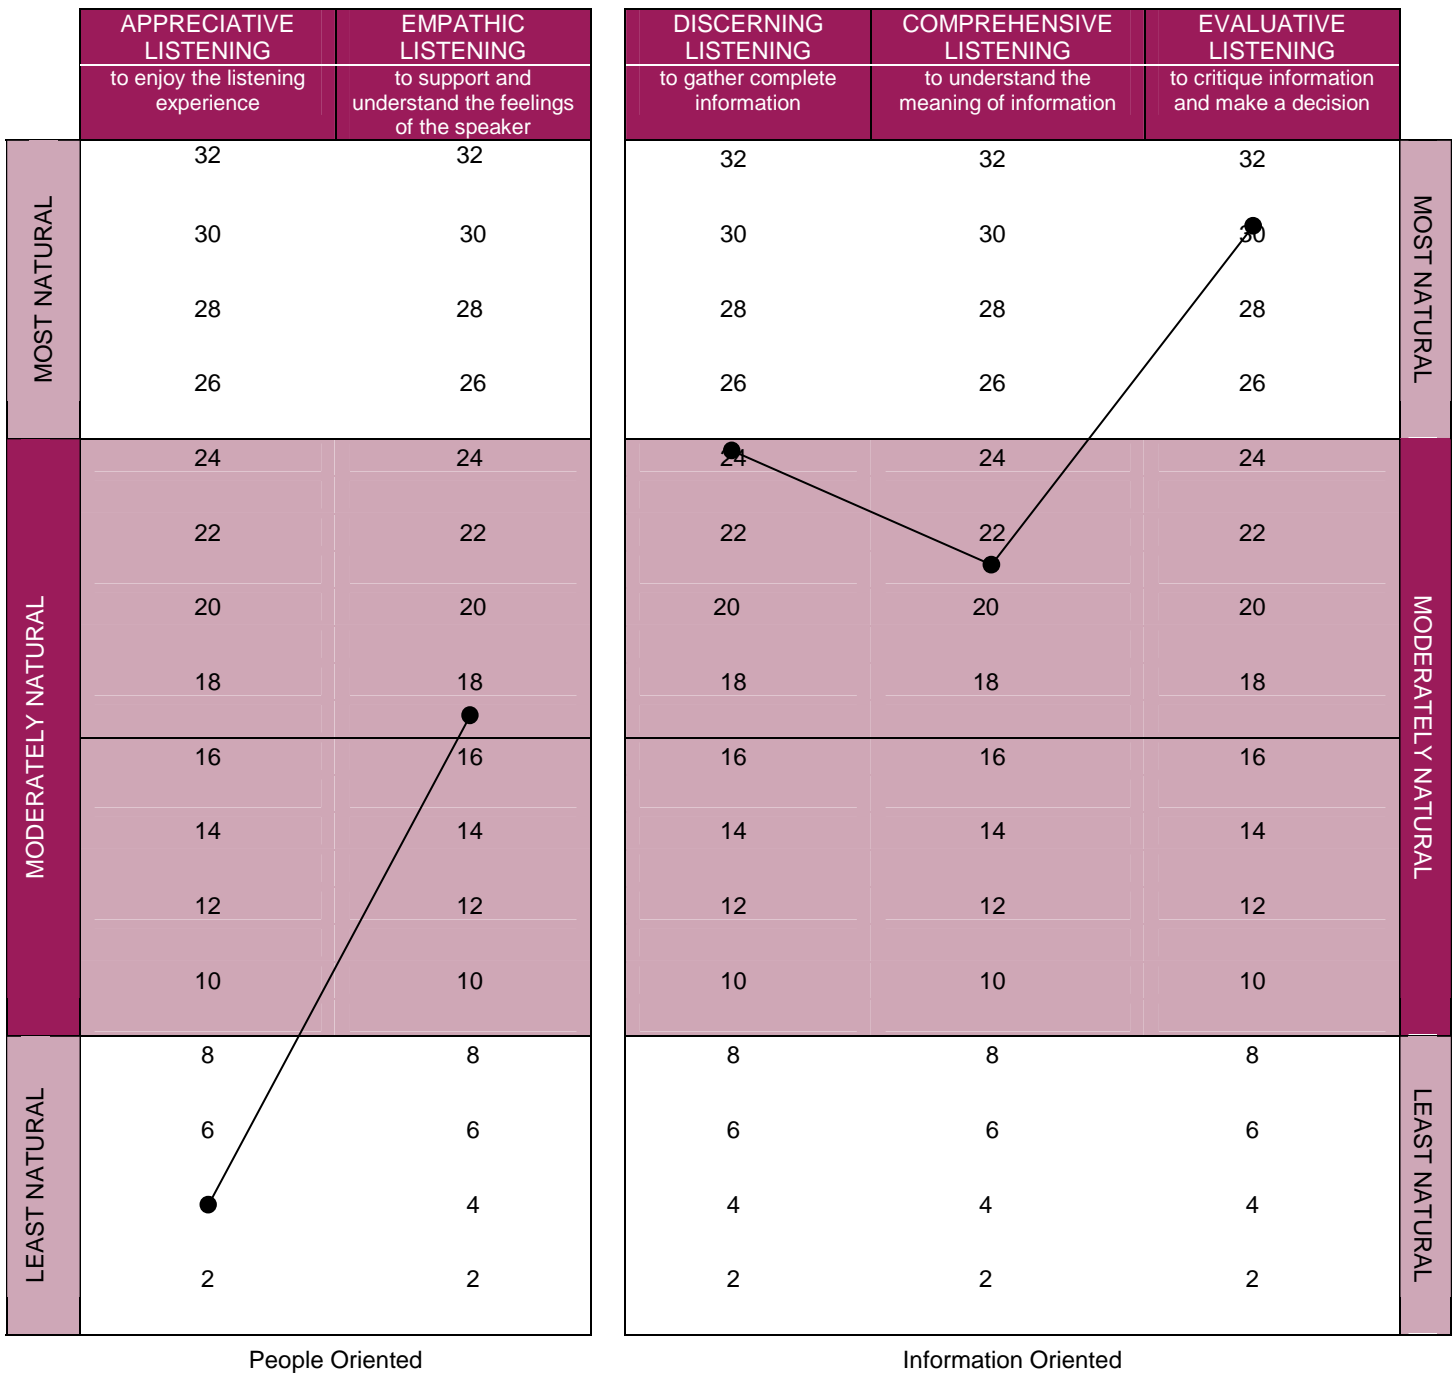 APPRECIATIVE LISTENING
to enjoy the listening experience
EMPATHIC LISTENING
to support and understand the feelings of the speaker
DISCERNING LISTENING
to gather complete information
COMPREHENSIVE LISTENING
to understand the meaning of information
EVALUATIVE LISTENING
to critique information and make a decision
MOST NATURAL
MOST NATURAL
32 32 32 32 32
30 30 30 30 30
28 28 28 28 28
26 26 26 26 26
MODERATELY NATURAL
MODERATELY NATURAL
24 24 24 24 24
22 22 22 22 22
20 20 20 20 20
18 18 18 18 18
16 16 16 16 16
14 14 14 14 14
12 12 12 12 12
10 10 10 10 10
LEAST NATURAL
LEAST NATURAL
8 8 8 8 8
6 6 6 6 6
4 4 4 4
2 2 2 2 2
People Oriented
Information Oriented